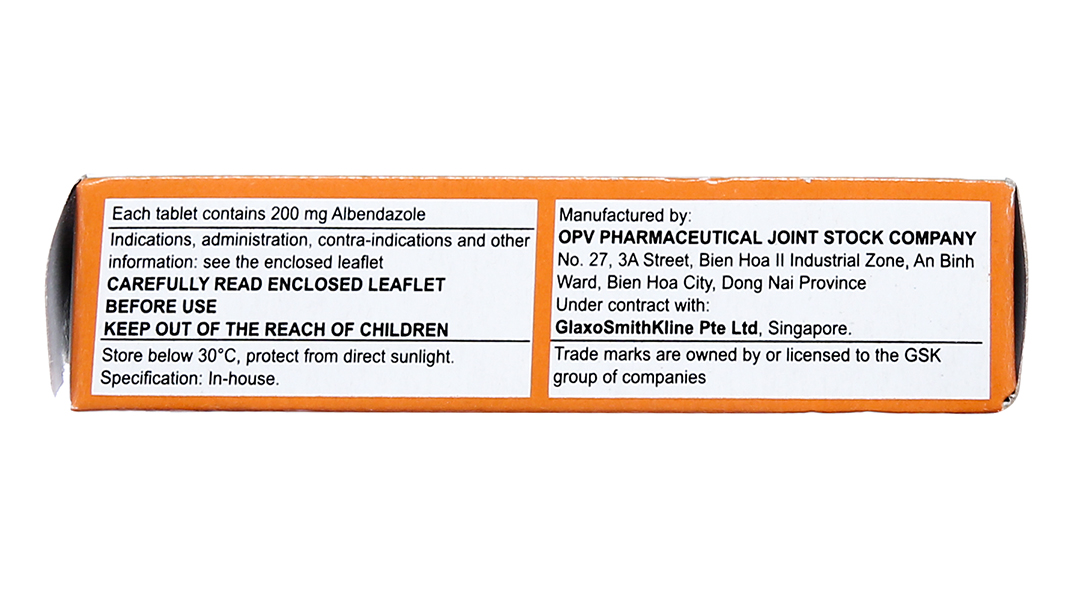 Each tablet contains 200 mg Albendazole
Indications, administration, contra-indications and other
information: see the enclosed leaflet
CAREFULLY READ ENCLOSED LEAFLET
BEFORE USE
KEEP OUT OF THE REACH OF CHILDREN
Store below 30°C, protect from direct sunlight.
Specification: In-house.
Manufactured by:
OPV PHARMACEUTICAL JOINT STOCK COMPANY
No. 27, 3A Street, Bien Hoa II Industrial Zone, An Binh
Ward, Bien Hoa City, Dong Nai Province
Under contract with:
GlaxoSmithKline Pte Ltd, Singapore.
Trade marks are owned by or licensed to the GSK
group of companies